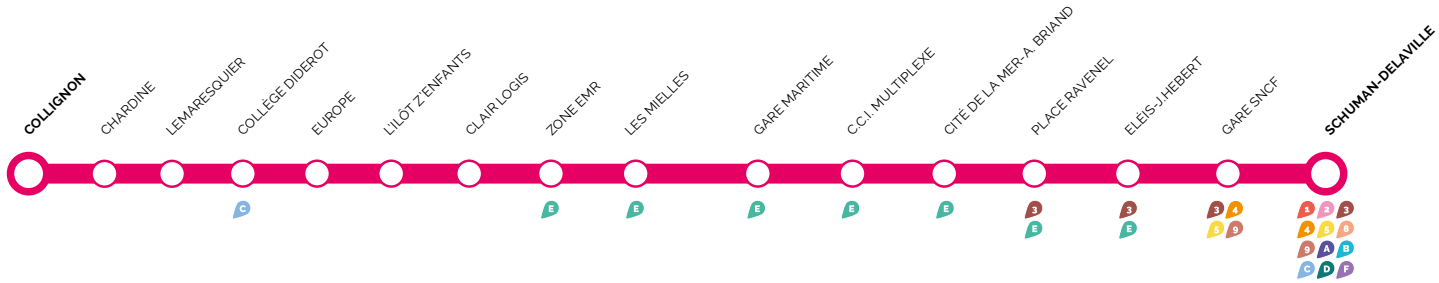 COLLIGNON
CHARDINE
LEMARESQUIER
COLLÈGE DIDEROT
EUROPE
L'ILÔT Z'ENFANTS
CLAIR LOGIS
ZONE EMR
LES MIELLES
GARE MARITIME
C.C.I. MULTIPLEXE
CITÉ DE LA MER-A. BRIAND
PLACE RAVENEL
ELÉIS-J.HEBERT
GARE SNCF
SCHUMAN-DELAVILLE
C E E E E E 3 3 3 4 1 2 3
E E 5 9 4 5 8
9 A B
C D F